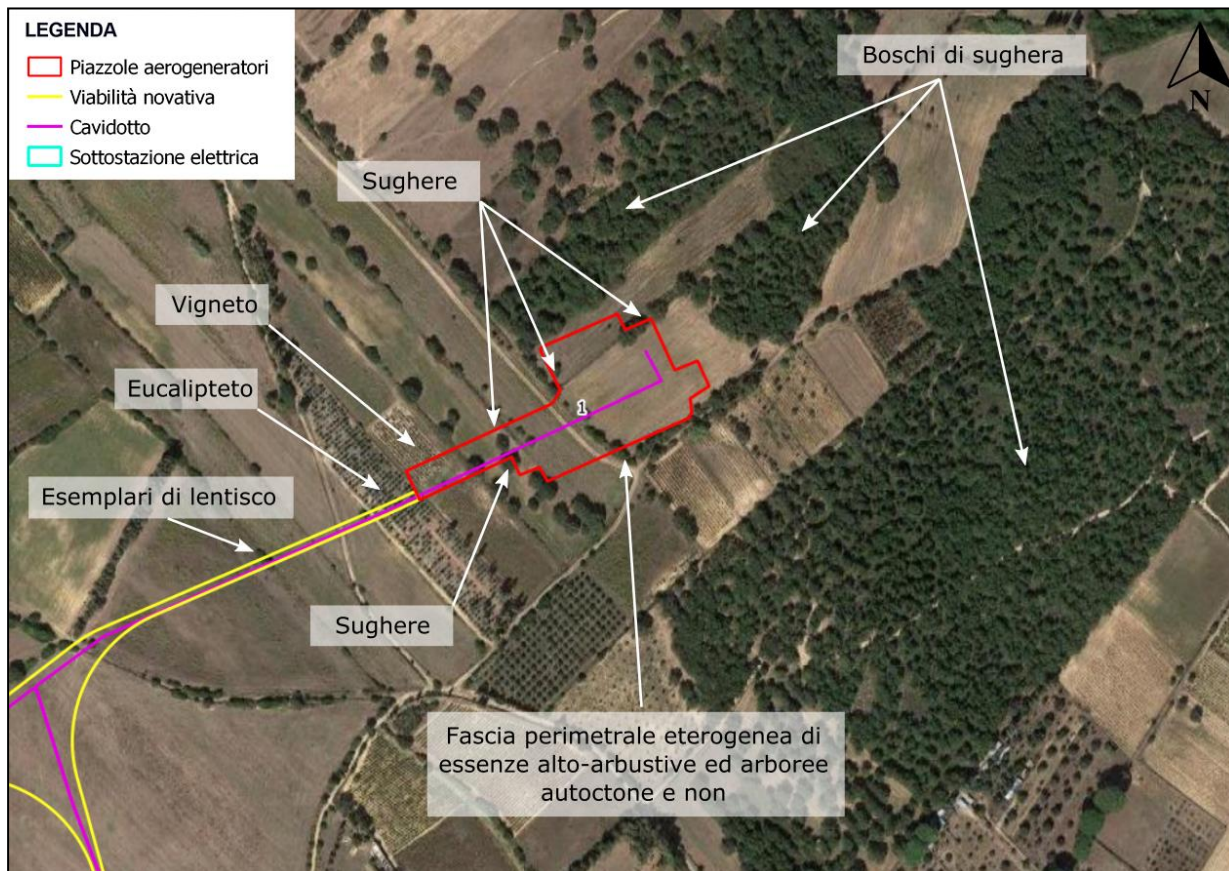 LEGENDA
Piazzole aerogeneratori
Viabilità novativa
Cavidotto
Sottostazione elettrica
Boschi di sughera
N
Sughere
Vigneto
Eucalipteto
1
Esemplari di lentisco
Sughere
Fascia perimetrale eterogenea di
essenze alto-arbustive ed arboree
autoctone e non